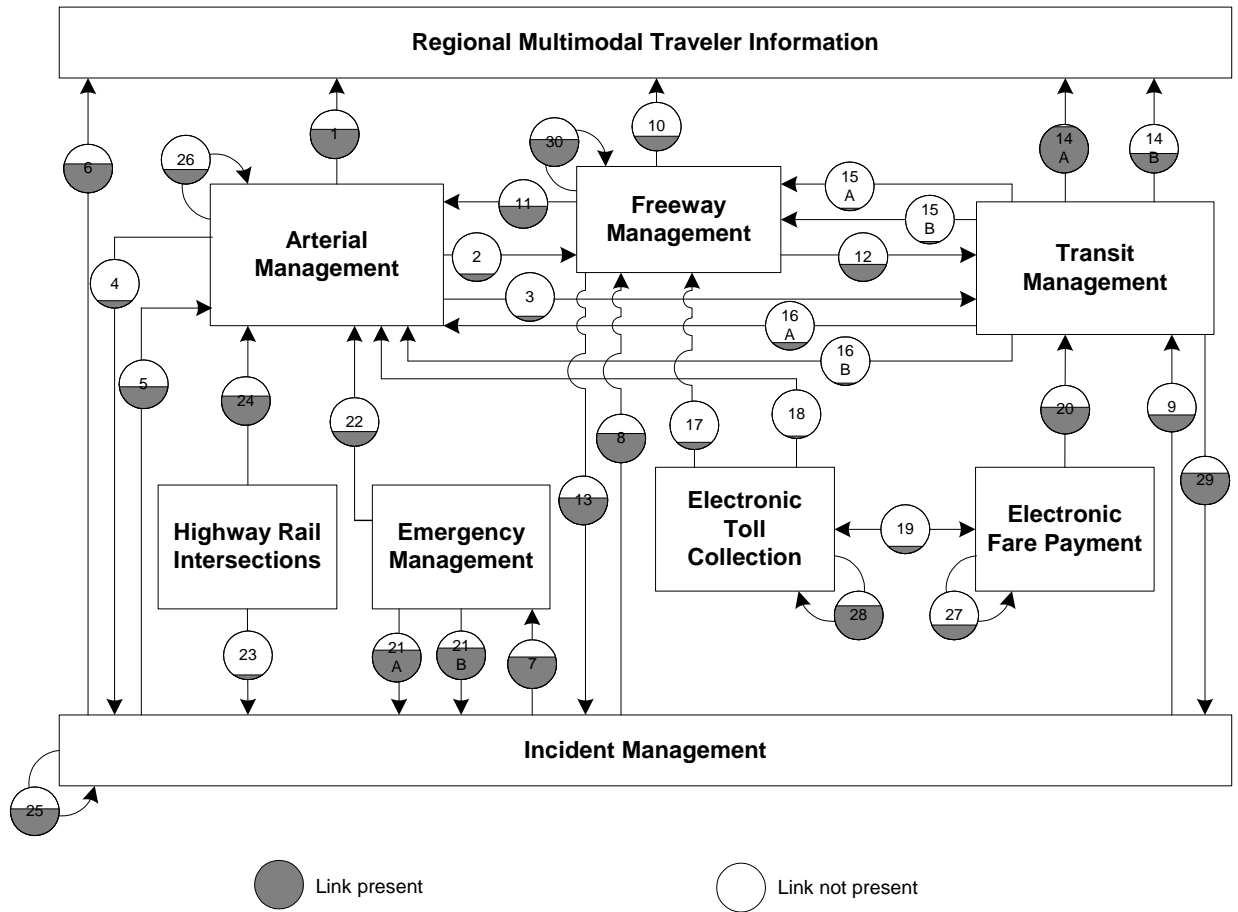 Regional Multimodal Traveler Information
1
10
14
A
14
B
6
26
30
15
A
11
Freeway
Management
15
B
Arterial
Management
2
12
Transit
Management
4
3
16
A
5
16
B
24
22
17
18
20
9
8
13
29
Highway Rail
Intersections
Emergency
Management
Electronic
Toll
Collection
19
Electronic
Fare Payment
28
27
23
21
A
21
B
7
Incident Management
25
Link present
Link not present